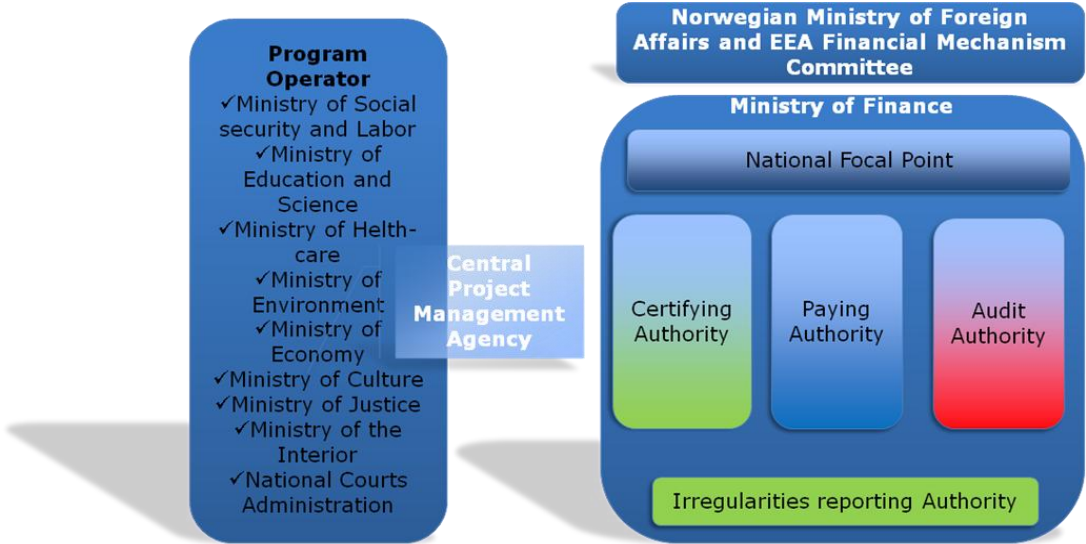 Program
Operator
✓Ministry of Social
security and Labor
✓Ministry of
Education and
Science
✓Ministry of Helth-
care
✓Ministry of
Environment
✓Ministry of
Economy
✓Ministry of Culture
✓Ministry of Justice
✓Ministry of the
Interior
✓National Courts
Administration
Central
Project
Management
Agency
Norwegian Ministry of Foreign
Affairs and EEA Financial Mechanism
Committee
Ministry of Finance
National Focal Point
Certifying
Authority
Paying
Authority
Audit
Authority
Irregularities reporting Authority